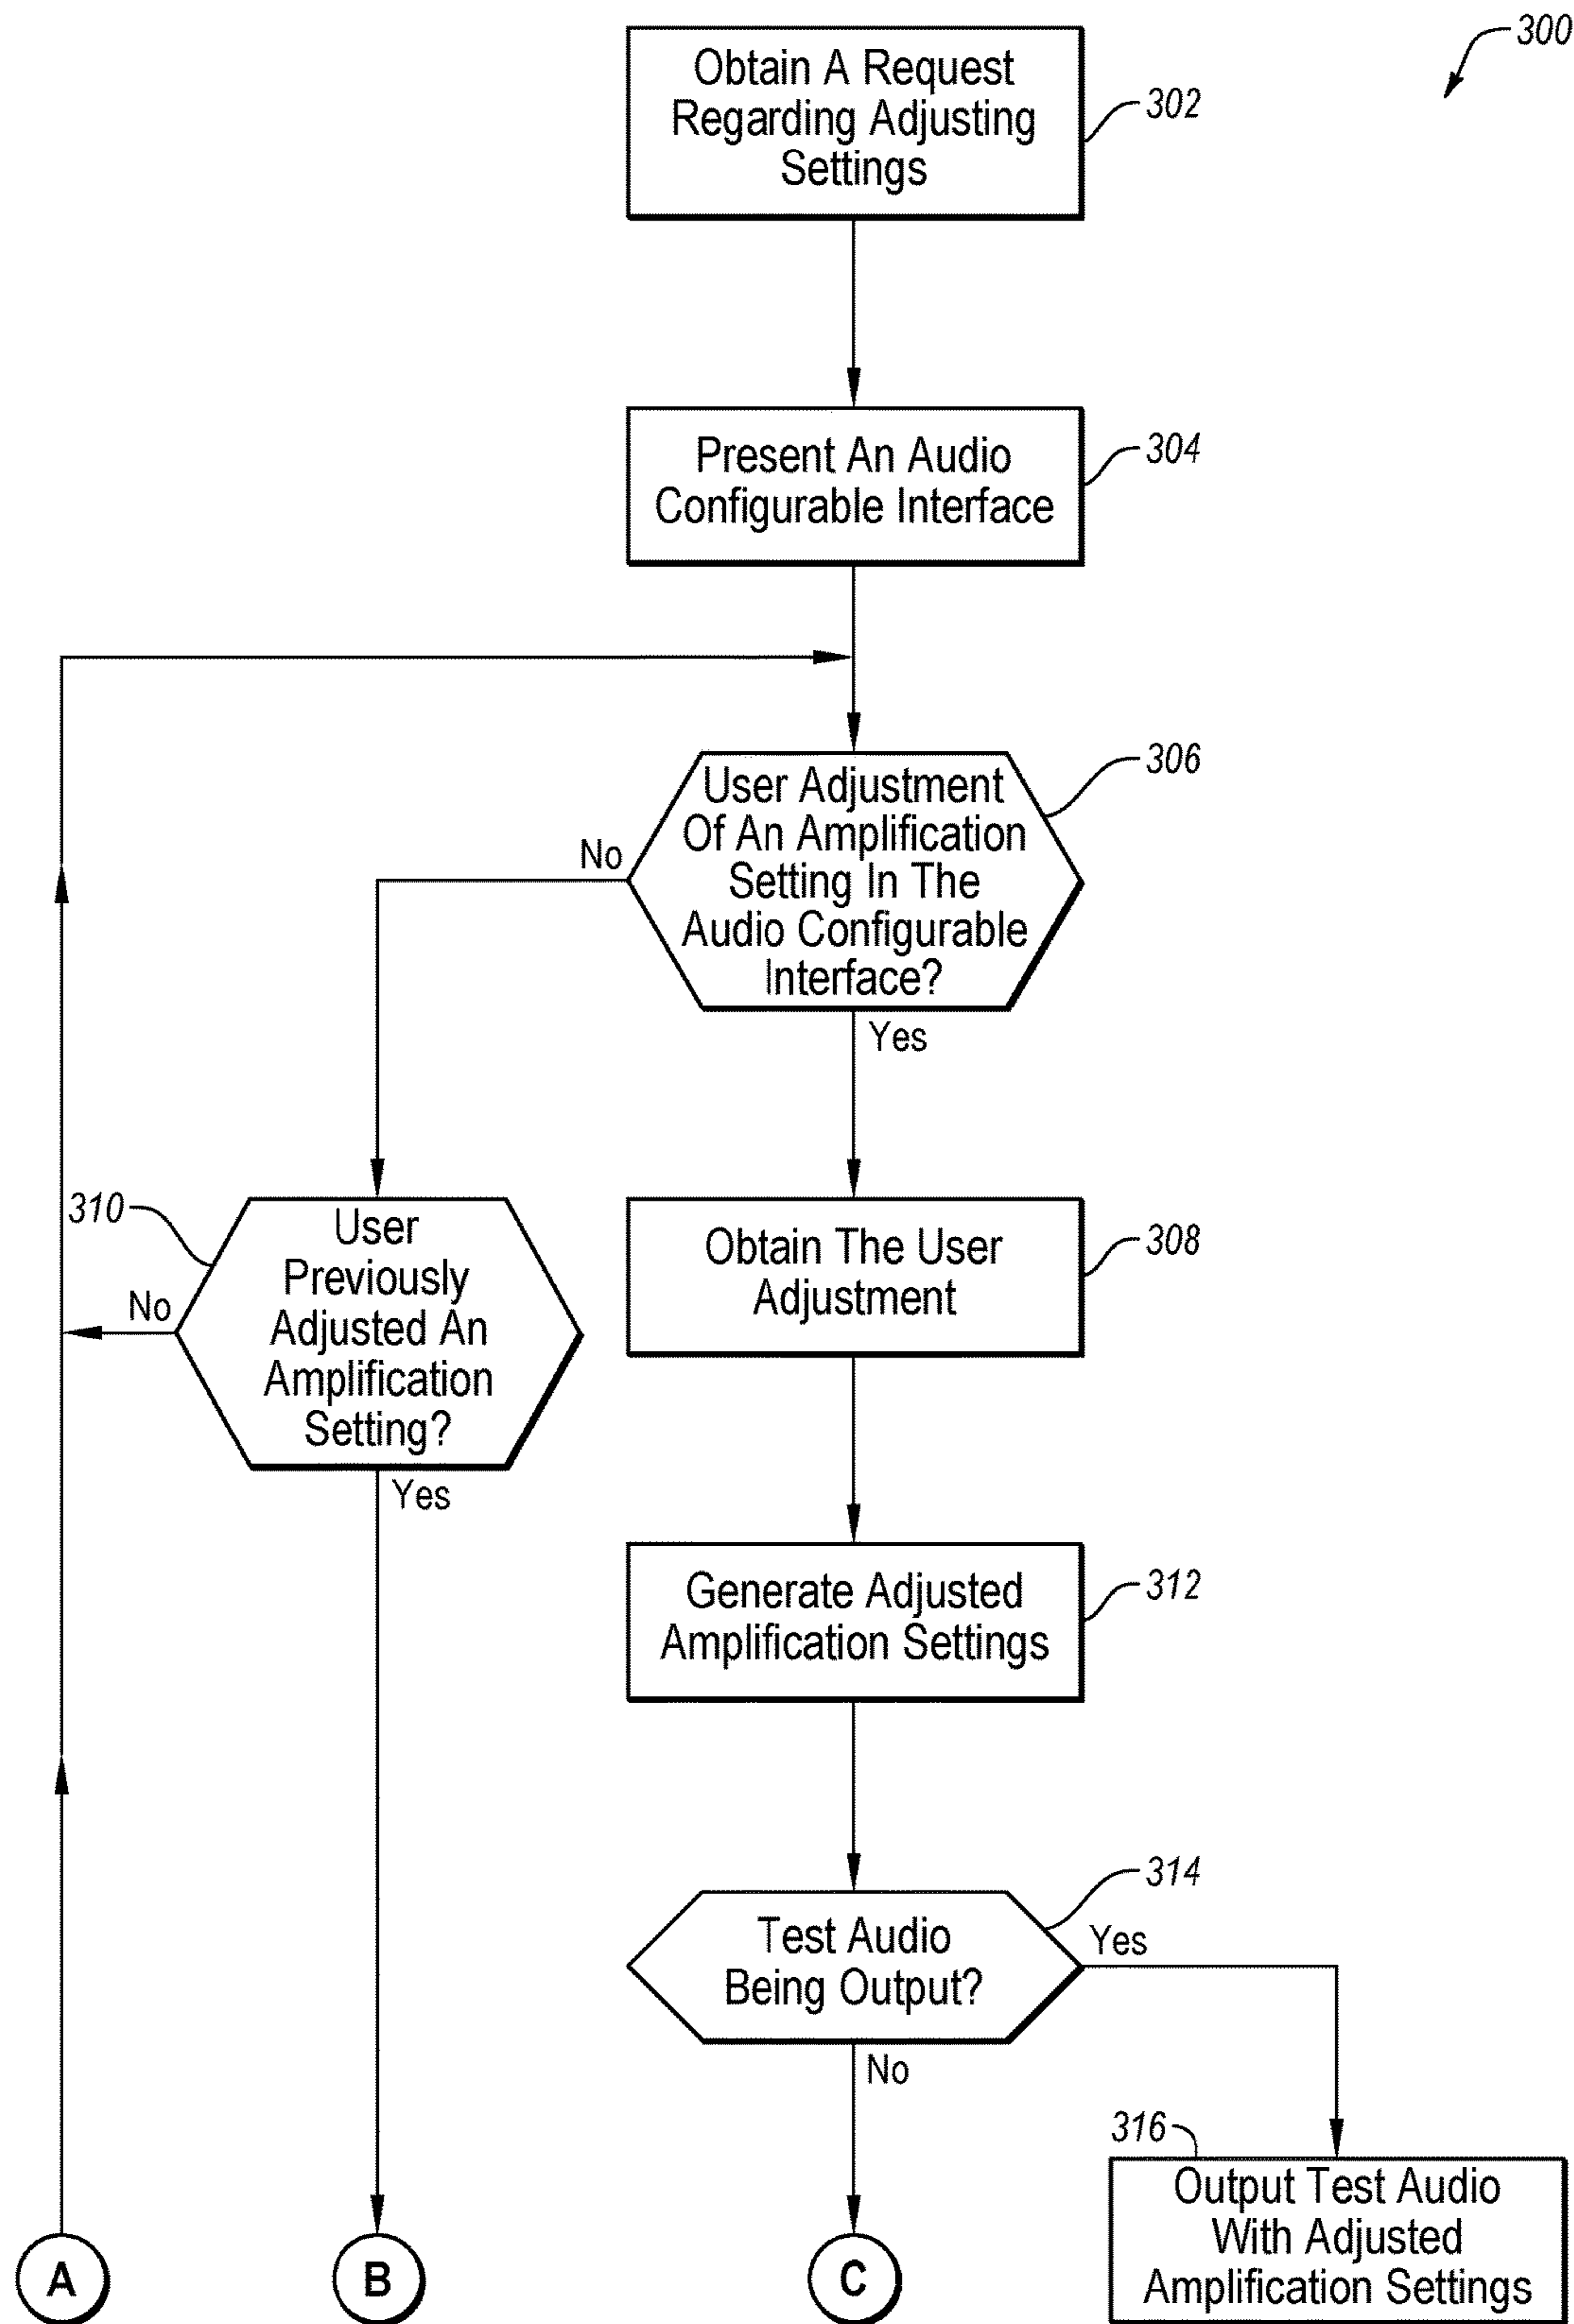 300
Obtain A Request
Regarding Adjusting
Settings
302
Present An Audio
Configurable Interface
304
User Adjustment
Of An Amplification
Setting In The
Audio Configurable
Interface?
306
No
Yes
310
User
Previously
Adjusted An
Amplification
Setting?
No
Yes
Obtain The User
Adjustment
308
Generate Adjusted
Amplification Settings
312
Test Audio
Being Output?
314
Yes
No
316
Output Test Audio
With Adjusted
Amplification Settings
A
B
C